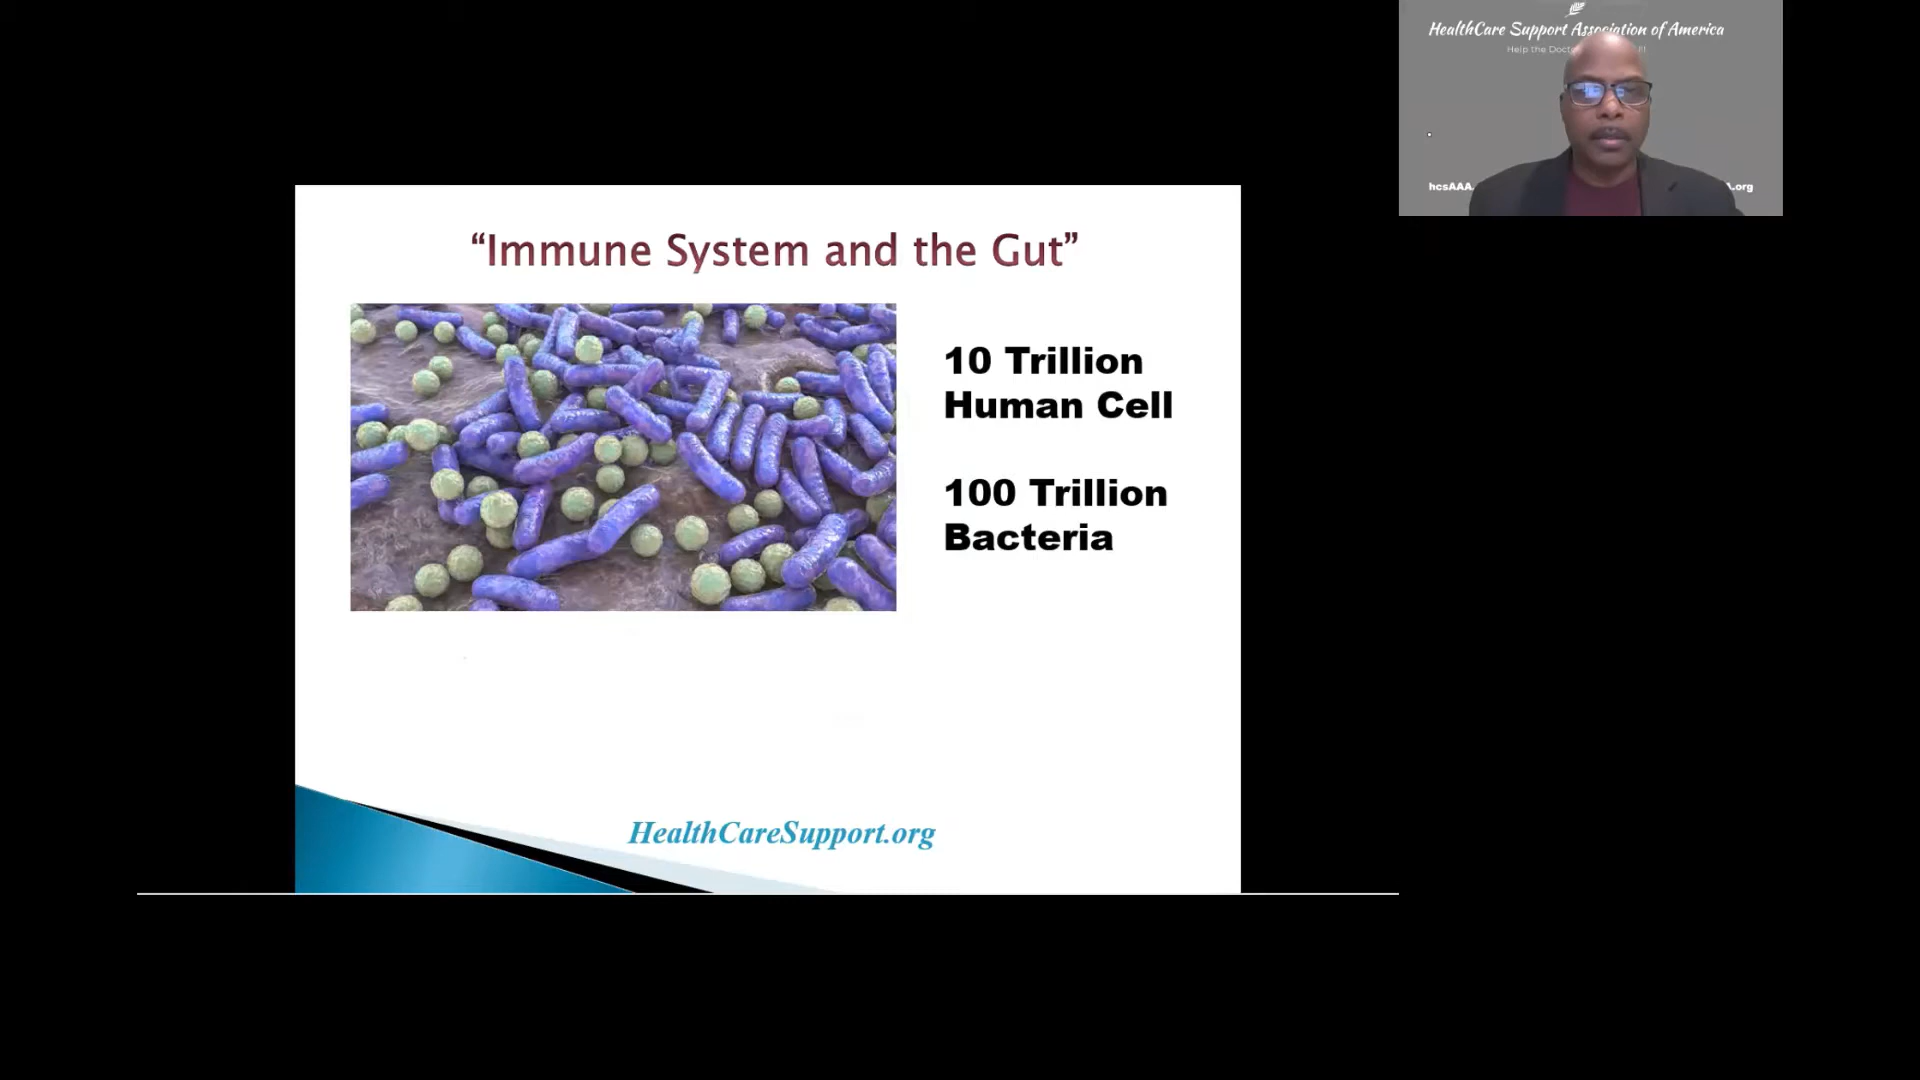 HealthCare Support Association of America
Help the
hcsAAA
.org
“Immune System and the Gut”
10 Trillion
Human Cell
100 Trillion
Bacteria
HealthCareSupport.org